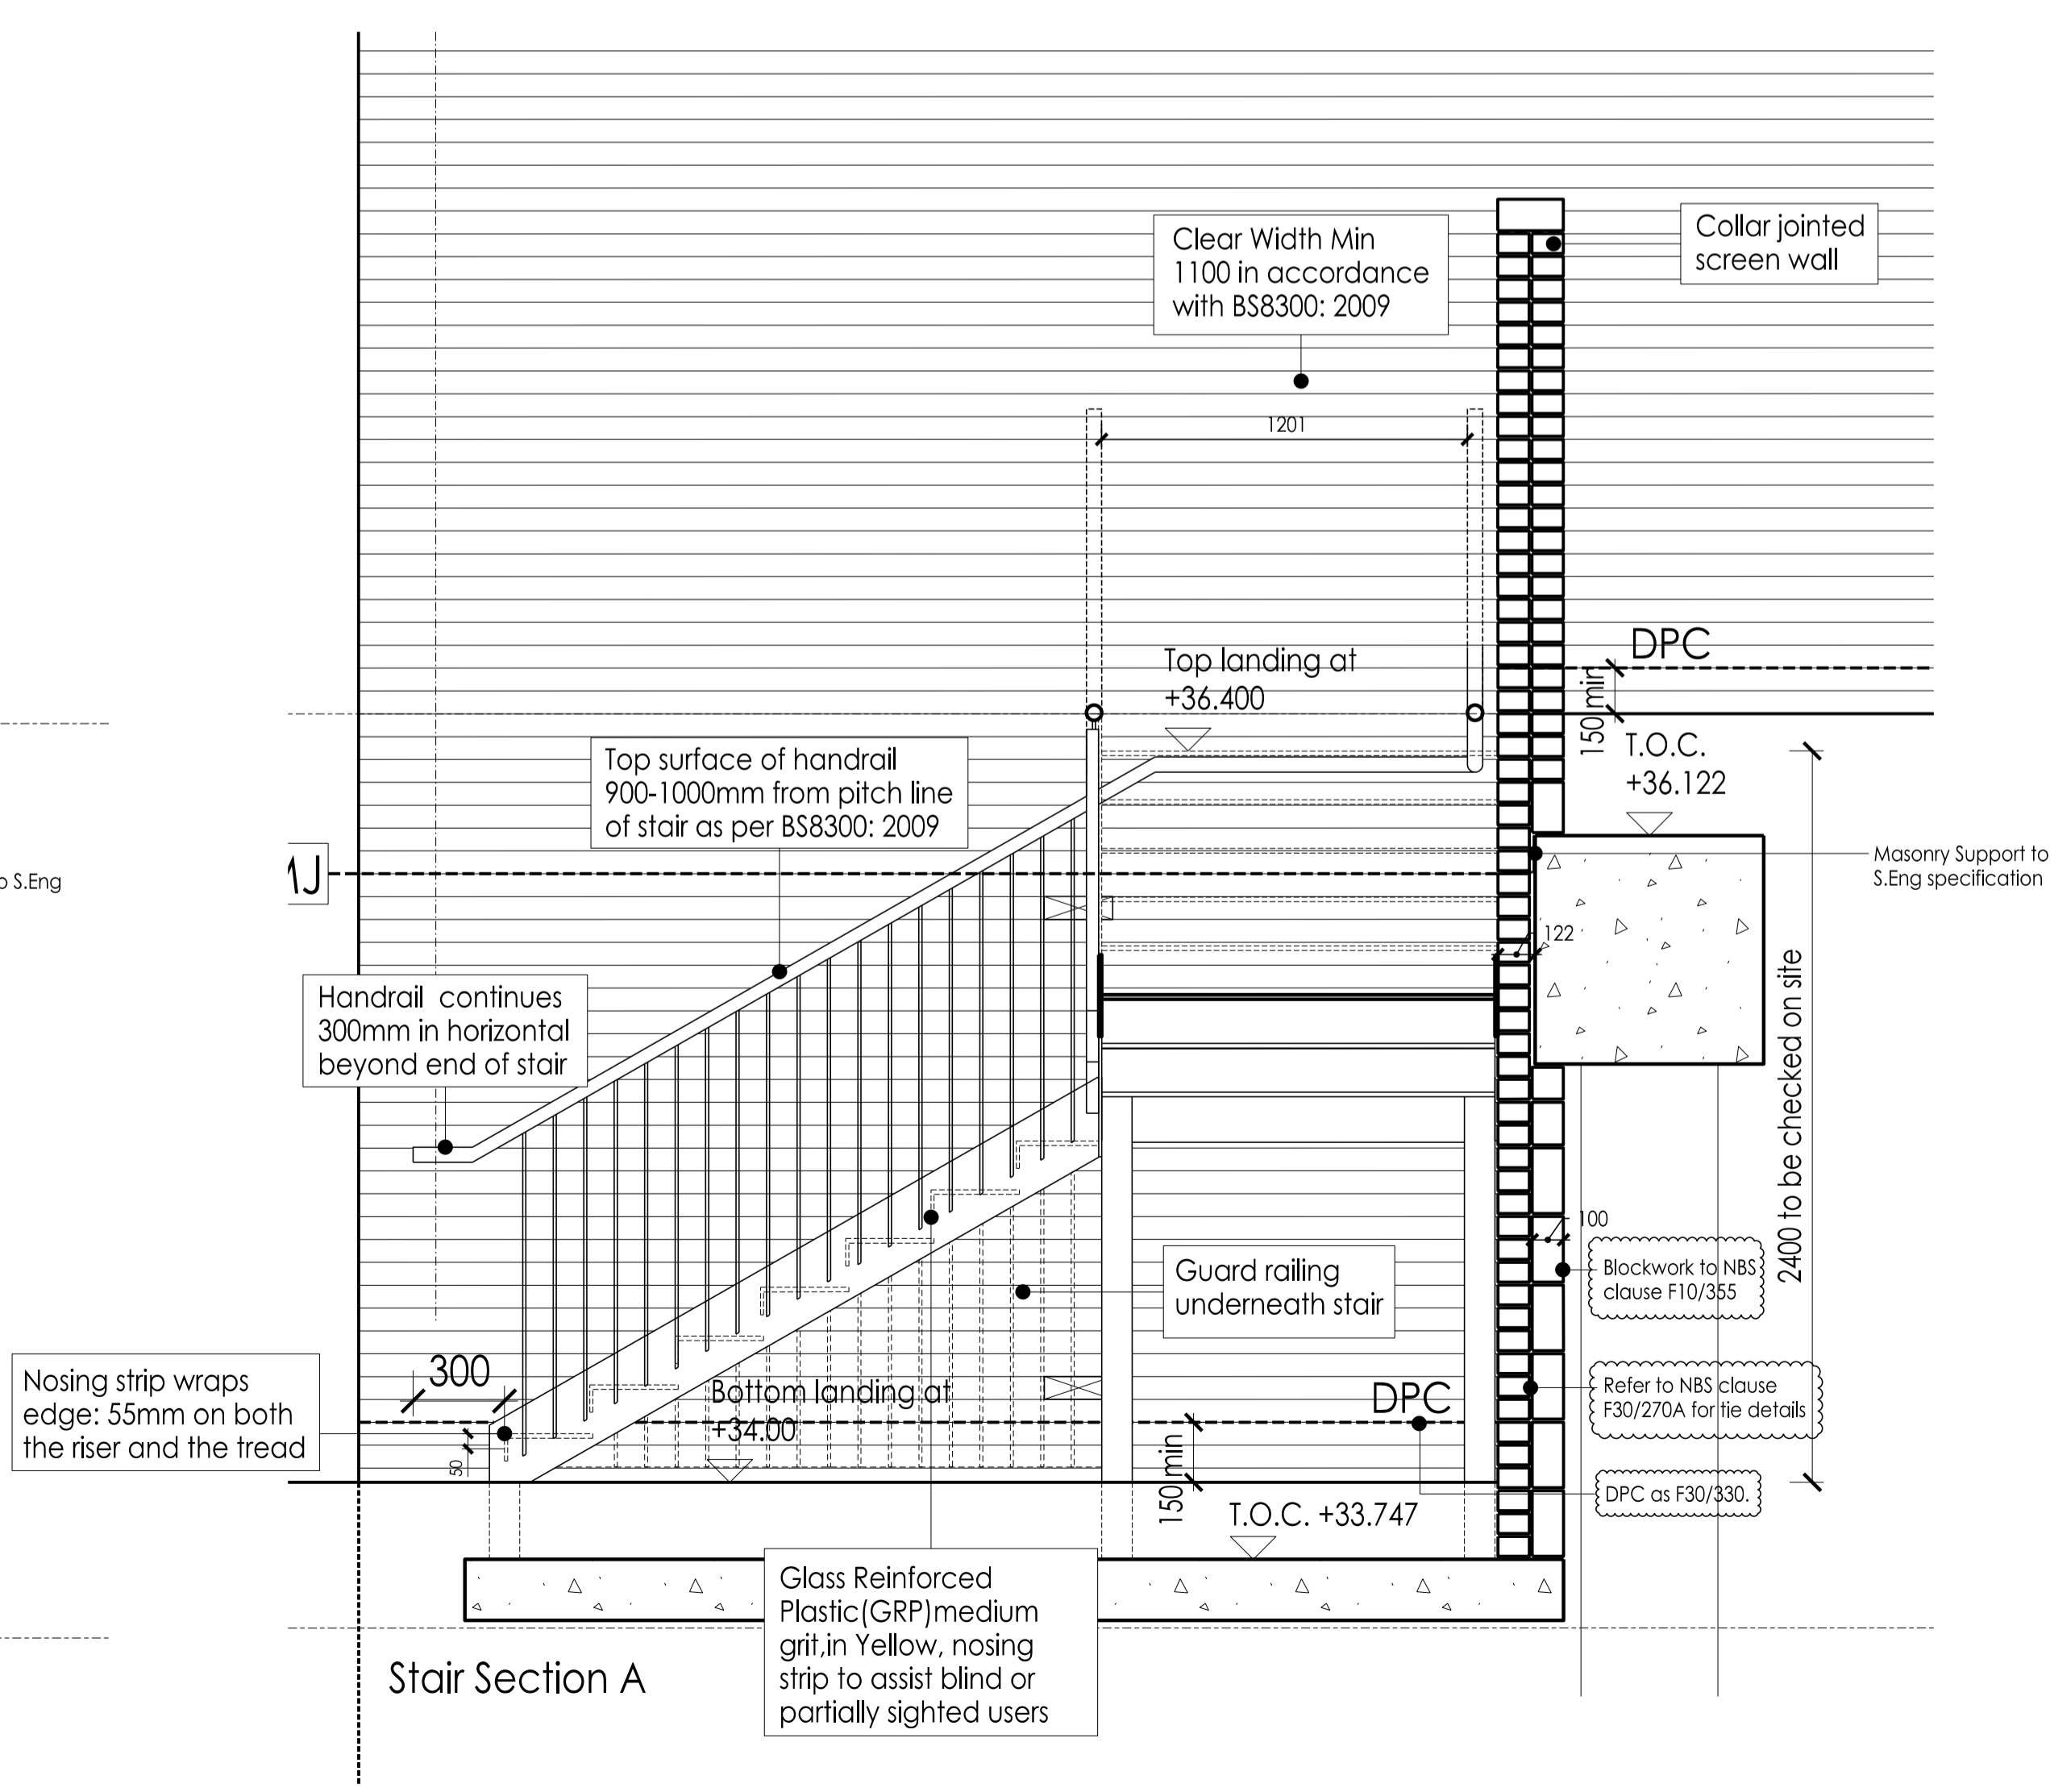 Clear Width Min
1100 in accordance
with BS8300: 2009
Collar jointed
screen wall
1201
DPC
150 min
Top landing at
+36.400
T.O.C.
+36.122
Top surface of handrail
900-1000mm from pitch line
of stair as per BS8300: 2009
Masonry Support to
S.Eng specification
o S.Eng
MJ
122
Handrail continues
300mm in horizontal
beyond end of stair
2400 to be checked on site
100
Blockwork to NBS
clause F10/355
Guard railing
underneath stair
Refer to NBS clause
F30/270A for tie details
300
Nosing strip wraps
edge: 55mm on both
the riser and the tread
50
Bottom landing at
+34.00
DPC
150 min
DPC as F30/330.
T.O.C. +33.747
Glass Reinforced
Plastic(GRP)medium
grit,in Yellow, nosing
strip to assist blind or
partially sighted users
Stair Section A